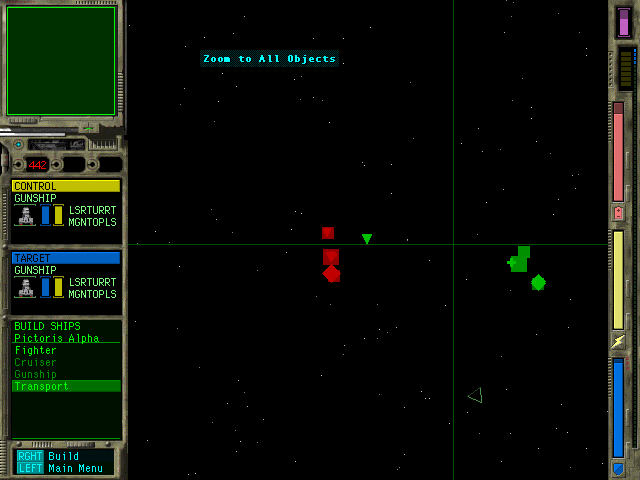 Zoom to All Objects
442
CONTROL
GUNSHIP
LSRTURRT
MGNTOPLS
TARGET
GUNSHIP
LSRTURRT
MGNTOPLS
BUILD SHIPS
Pictoris Alpha
Fighter
Cruiser
Gunship
Transport
RGHT Build
LEFT Main Menu